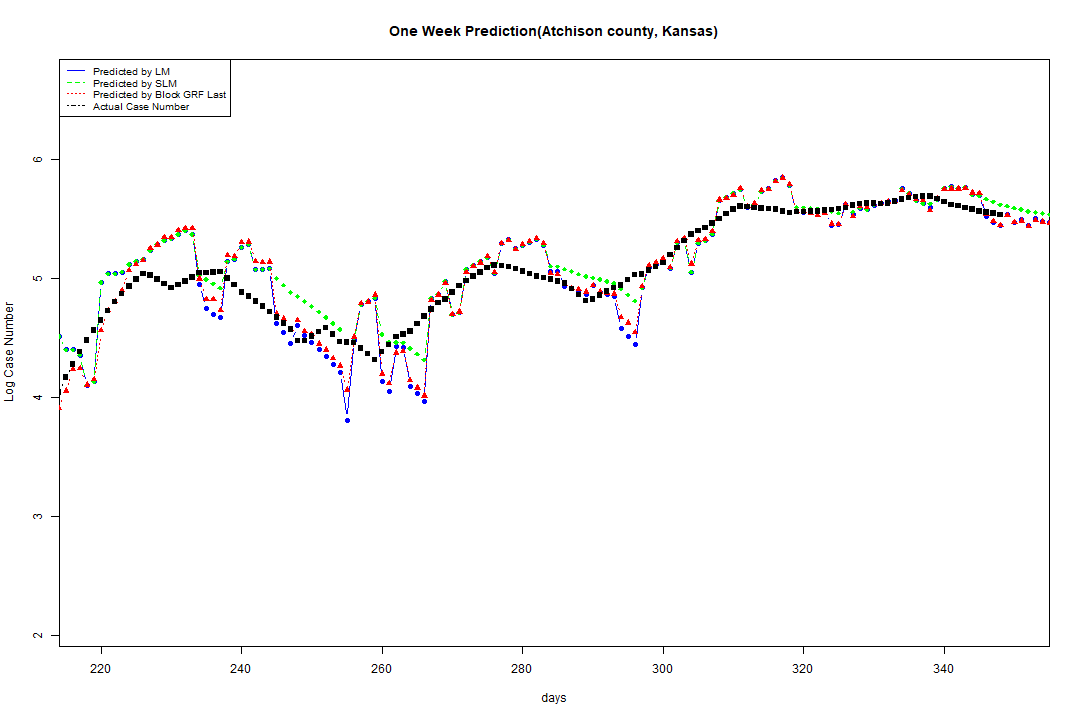 One Week Prediction(Atchison county, Kansas)
Predicted by LM
Predicted by SLM
Predicted by Block GRF Last
Actual Case Number
6
5
4
3
2
Log Case Number
220 240 260 280 300 320 340
days